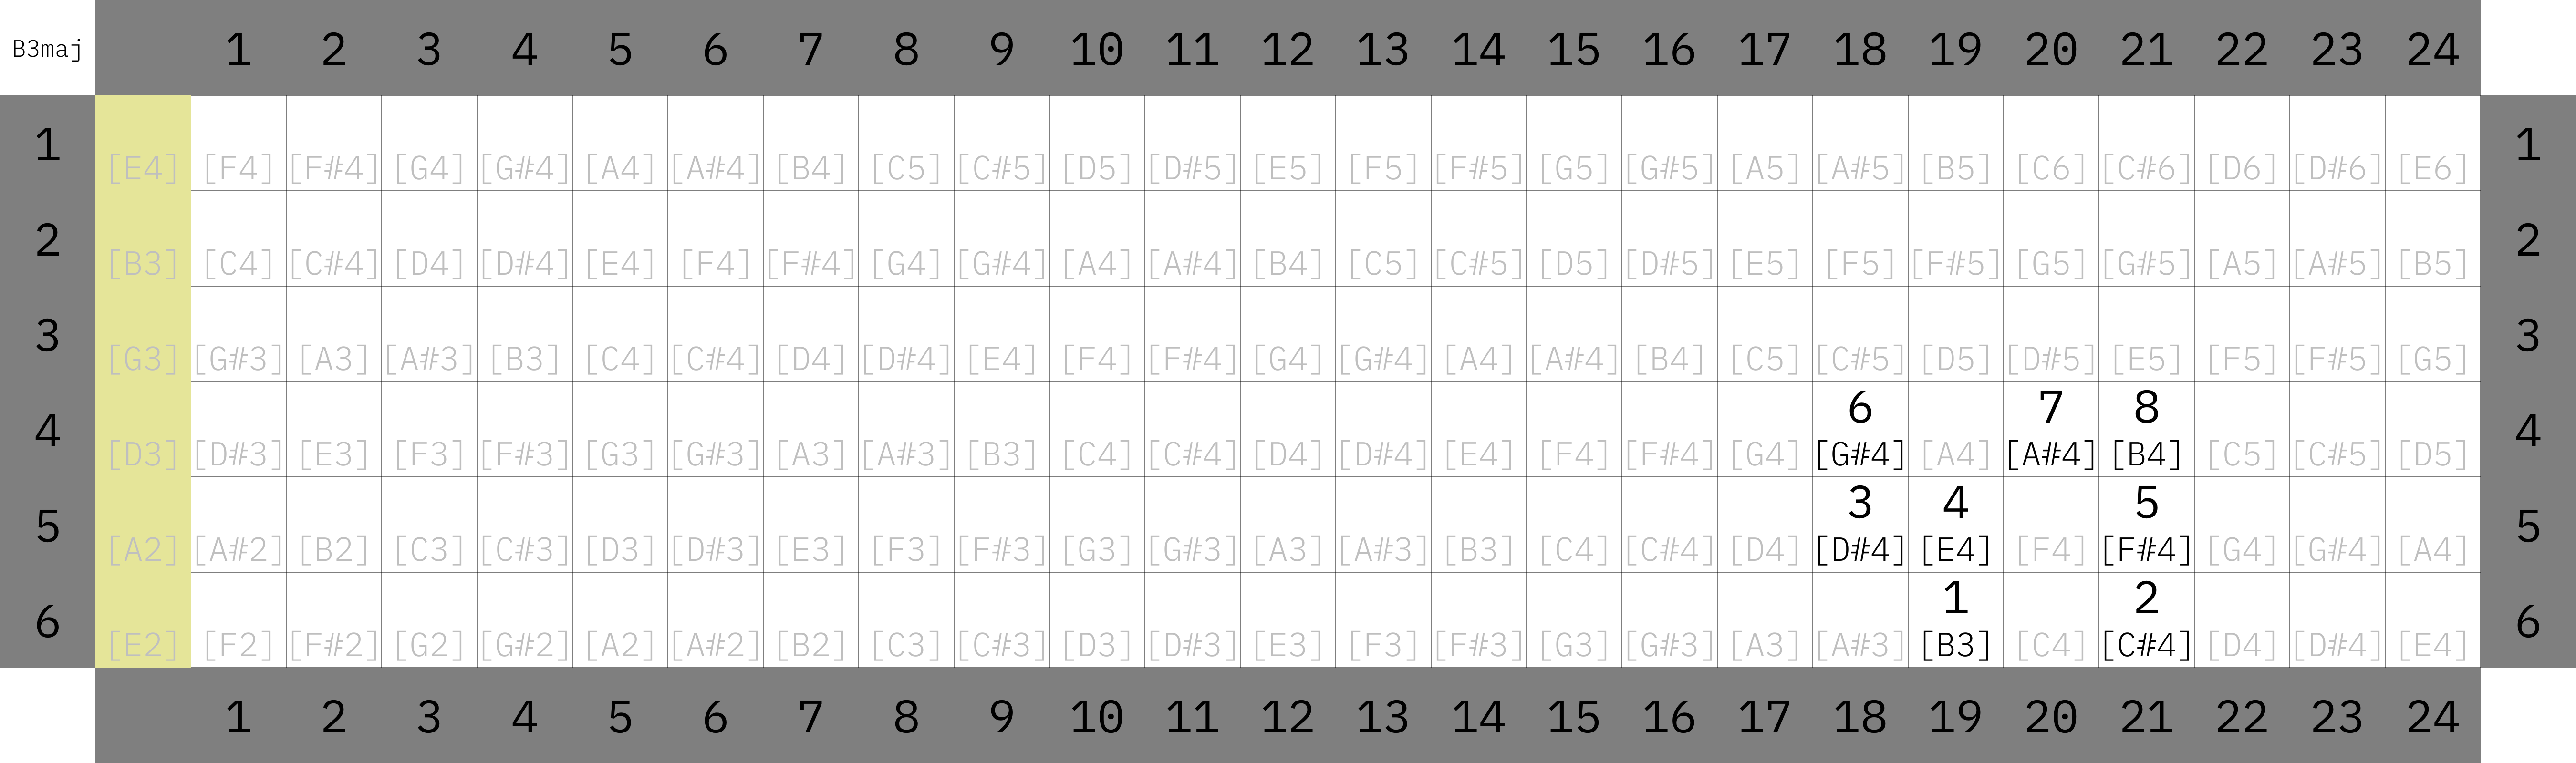 B3maj 1 2 3 4 5 6 7 8 9 10 11 12 13 14 15 16 17 18 19 20 21 22 23 24
1 [E4] [F4] [F#4] [G4] [G#4] [A4] [A#4] [B4] [C5] [C#5] [D5] [D#5] [E5] [F5] [F#5] [G5] [G#5] [A5] [A#5] [B5] [C6] [C#6] [D6] [D#6] [E6] 1
2 [B3] [C4] [C#4] [D4] [D#4] [E4] [F4] [F#4] [G4] [G#4] [A4] [A#4] [B4] [C5] [C#5] [D5] [D#5] [E5] [F5] [F#5] [G5] [G#5] [A5] [A#5] [B5] 2
3 [G3] [G#3] [A3] [A#3] [B3] [C4] [C#4] [D4] [D#4] [E4] [F4] [F#4] [G4] [G#4] [A4] [A#4] [B4] [C5] [C#5] [D5] [D#5] [E5] [F5] [F#5] [G5] 3
6 7 8
4 [D3] [D#3] [E3] [F3] [F#3] [G3] [G#3] [A3] [A#3] [B3] [C4] [C#4] [D4] [D#4] [E4] [F4] [F#4] [G4] [G#4] [A4] [A#4] [B4] [C5] [C#5] [D5] 4
3 4 5
5 [A2] [A#2] [B2] [C3] [C#3] [D3] [D#3] [E3] [F3] [F#3] [G3] [G#3] [A3] [A#3] [B3] [C4] [C#4] [D4] [D#4] [E4] [F4] [F#4] [G4] [G#4] [A4] 5
1 2
6 [E2] [F2] [F#2] [G2] [G#2] [A2] [A#2] [B2] [C3] [C#3] [D3] [D#3] [E3] [F3] [F#3] [G3] [G#3] [A3] [A#3] [B3] [C4] [C#4] [D4] [D#4] [E4] 6
1 2 3 4 5 6 7 8 9 10 11 12 13 14 15 16 17 18 19 20 21 22 23 24